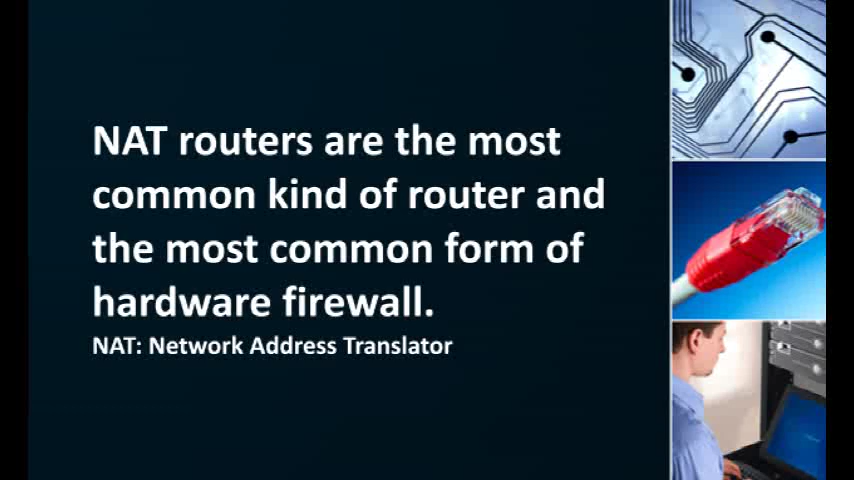 NAT routers are the most
common kind of router and
the most common form of
hardware firewall.
NAT: Network Address Translator